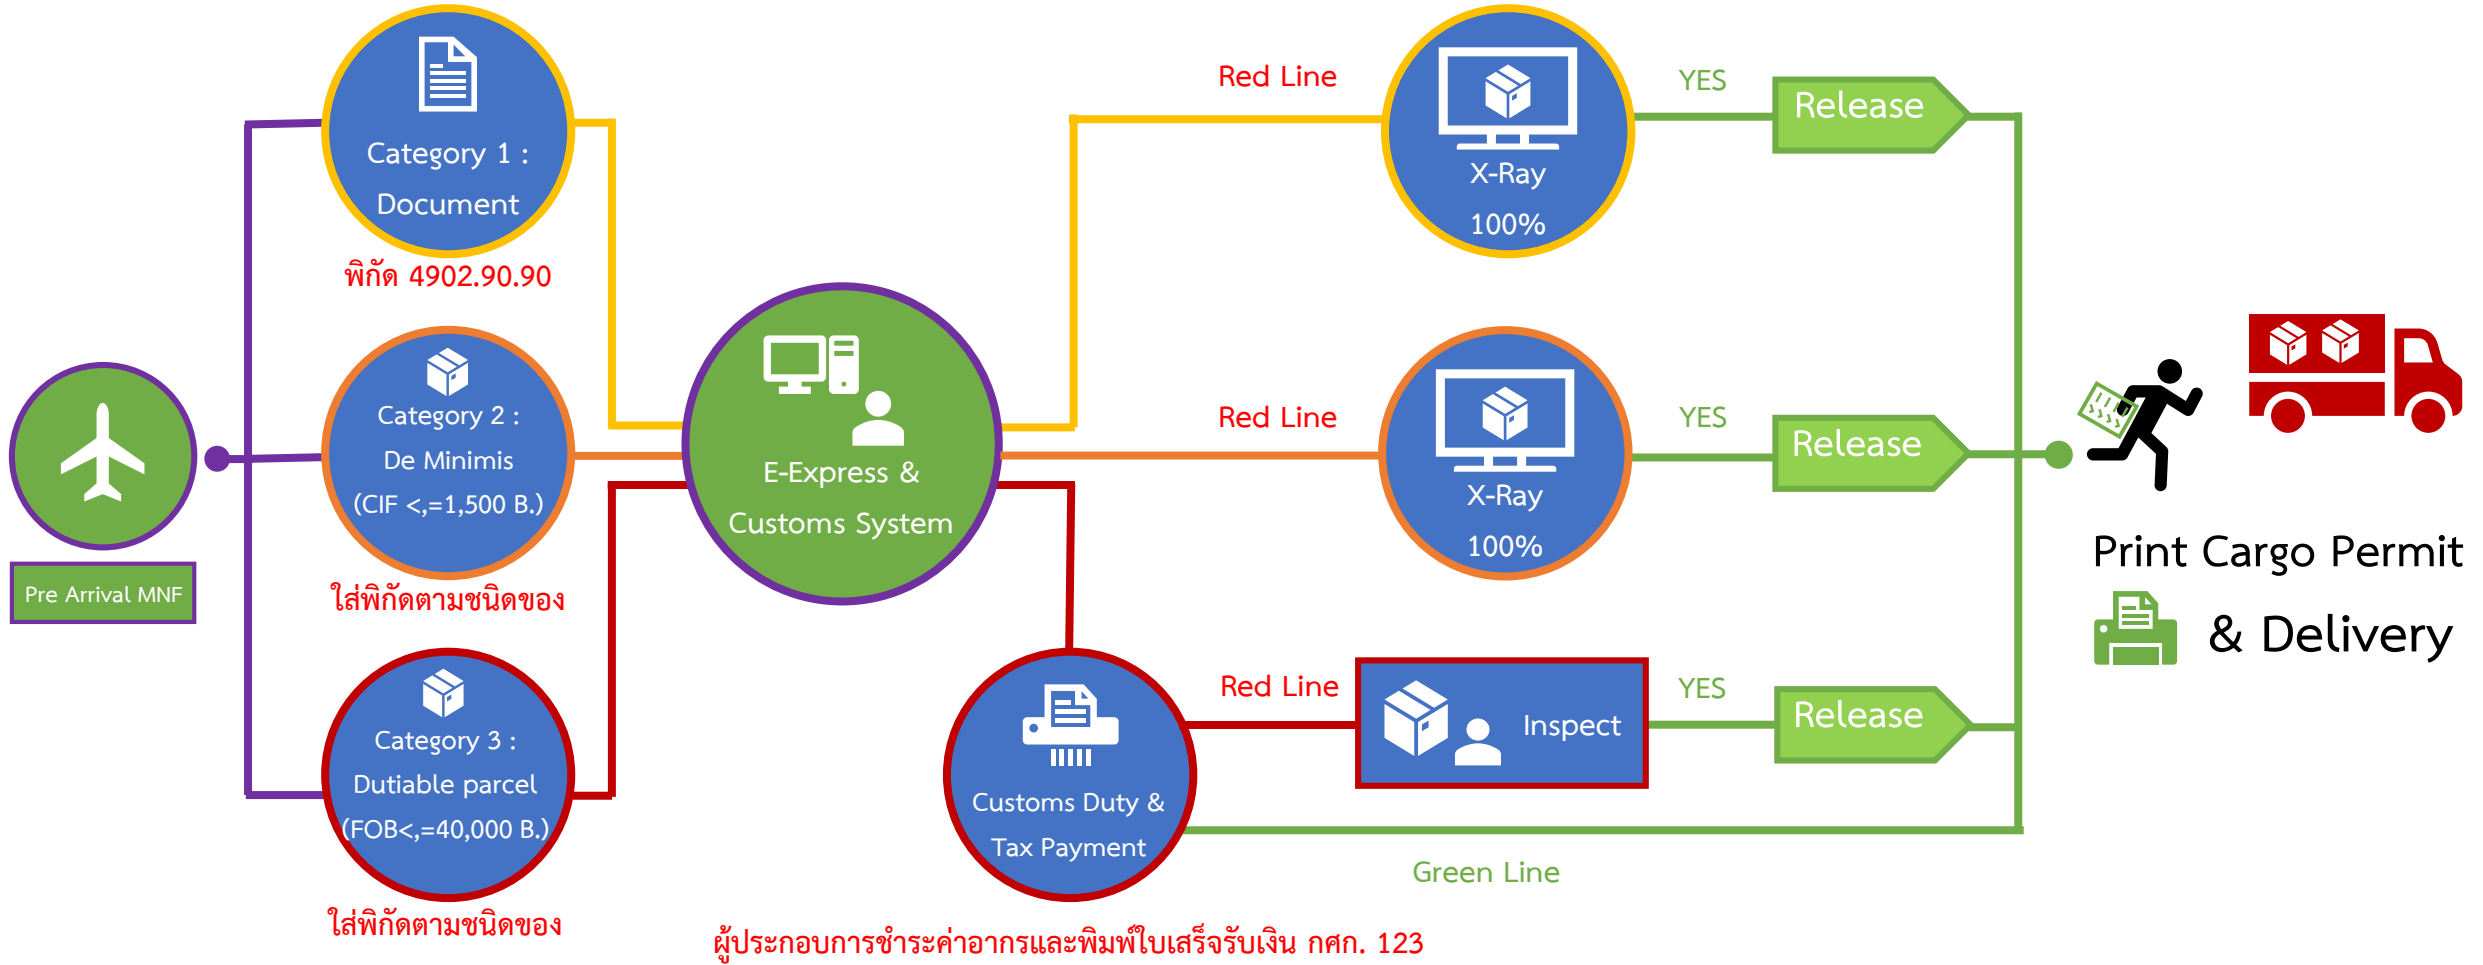 Pre Arrival MNF
Category 1 :
Document
พิกัด 4902.90.90
Category 2 :
De Minimis
(CIF <,=1,500 B.)
ใส่พิกัดตามชนิดของ
Category 3 :
Dutiable parcel
(FOB<,=40,000 B.)
ใส่พิกัดตามชนิดของ
E-Express &
Customs System
Red Line
X-Ray
100%
YES
Release
Red Line
X-Ray
100%
YES
Release
Customs Duty &
Tax Payment
Red Line
Inspect
YES
Release
Green Line
ผู้ประกอบการชำระค่าอากรและพิมพ์ใบเสร็จรับเงิน กศก. 123
Print Cargo Permit
& Delivery